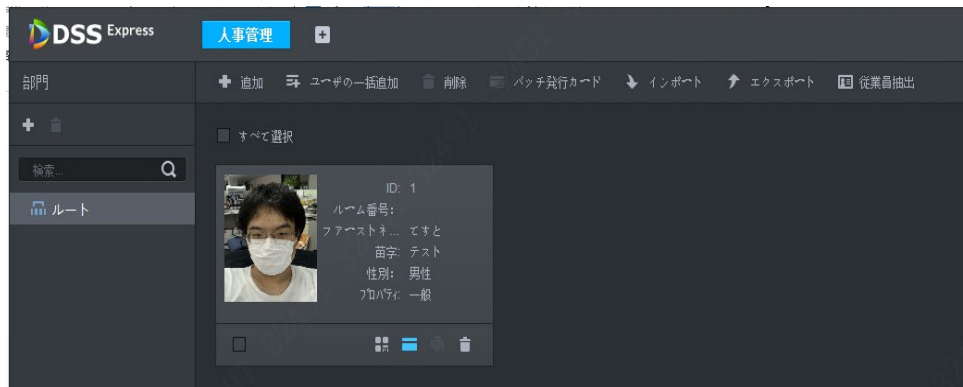 DSS Express
人事管理
部門
追加
ユーザの一括追加
削除
バッチ発行カード
インポート
エクスポート
従業員抽出
すべて選択
検索...
ルート
ID: 1
ルーム番号:
ファーストネ... てすと
苗字: テスト
性別: 男性
プロパティ: 一般